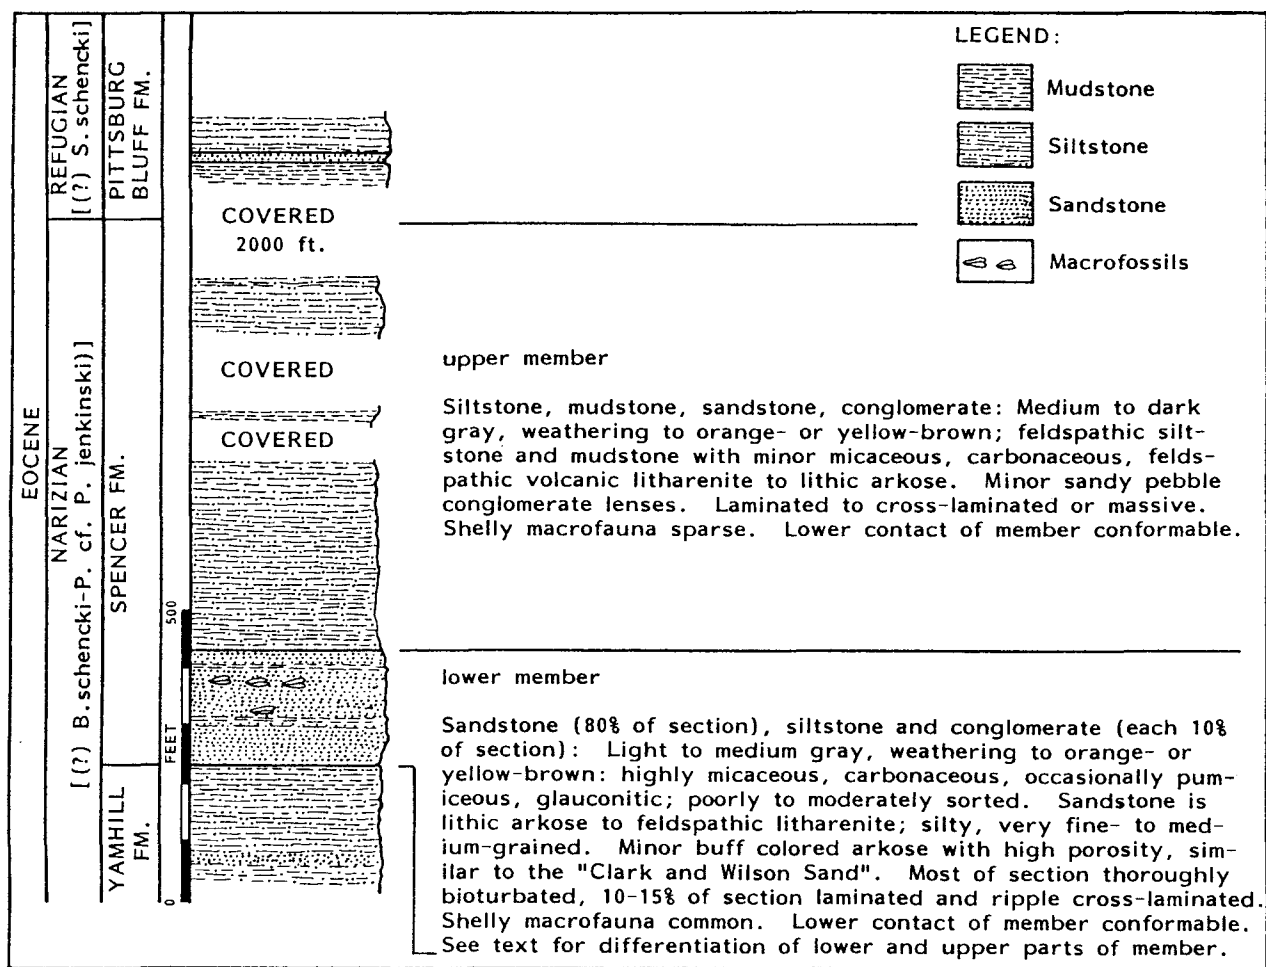 EOCENE
REFUGIAN
[(?) S.schencki]
NARIZIAN
[(?) B.schencki-P. cf. P. jenkinski)]
PITTSBURG
BLUFF FM.
SPENCER FM.
YAMHILL
FM.
500
FEET
0
COVERED
2000 ft.
COVERED
COVERED
LEGEND:
Mudstone
Siltstone
Sandstone
Macrofossils
upper member
Siltstone, mudstone, sandstone, conglomerate: Medium to dark
gray, weathering to orange- or yellow-brown; feldspathic silt-
stone and mudstone with minor micaceous, carbonaceous, felds-
pathic volcanic litharenite to lithic arkose. Minor sandy pebble
conglomerate lenses. Laminated to cross-laminated or massive.
Shelly macrofauna sparse. Lower contact of member conformable.
lower member
Sandstone (80% of section), siltstone and conglomerate (each 10%
of section): Light to medium gray, weathering to orange- or
yellow-brown: highly micaceous, carbonaceous, occasionally pum-
iceous, glauconitic; poorly to moderately sorted. Sandstone is
lithic arkose to feldspathic litharenite; silty, very fine- to med-
ium-grained. Minor buff colored arkose with high porosity, sim-
ilar to the "Clark and Wilson Sand". Most of section thoroughly
bioturbated, 10-15% of section laminated and ripple cross-laminated.
Shelly macrofauna common. Lower contact of member conformable.
See text for differentiation of lower and upper parts of member.